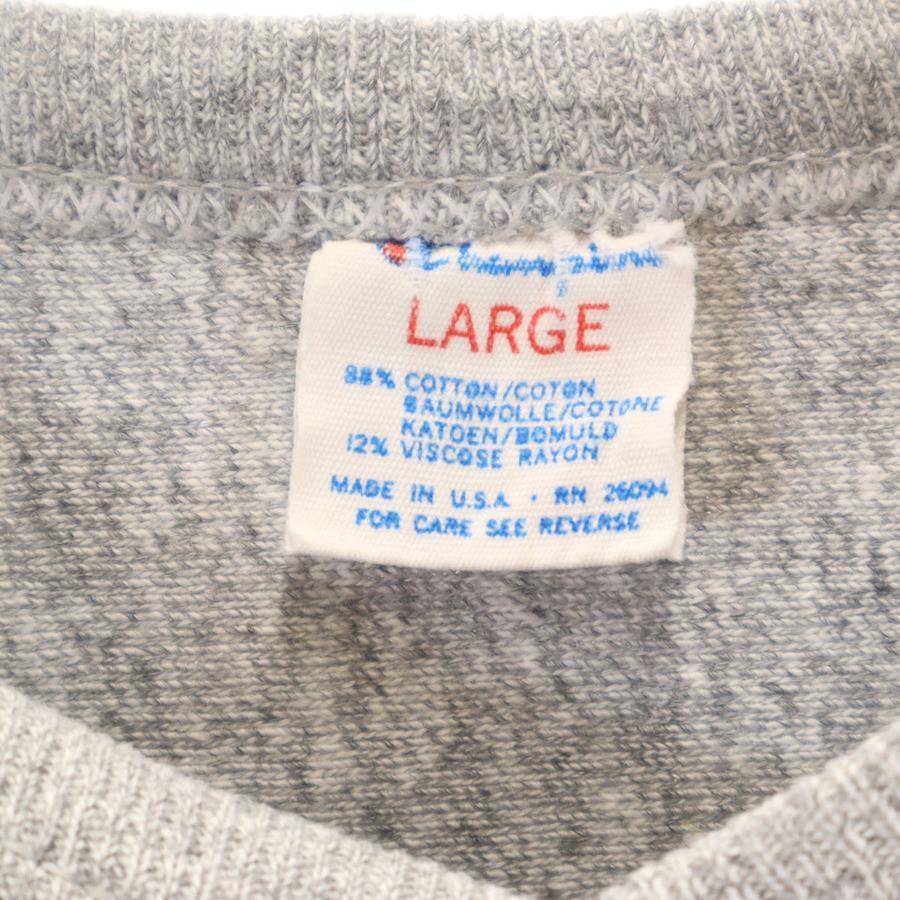 LARGE
88% COTTON/COTON
BAUMWOLLE/COTONE
KATOEN/BOMULD
12% VISCOSE RAYON
MADE IN U.S.A. · RN 26094
FOR CARE SEE REVERSE